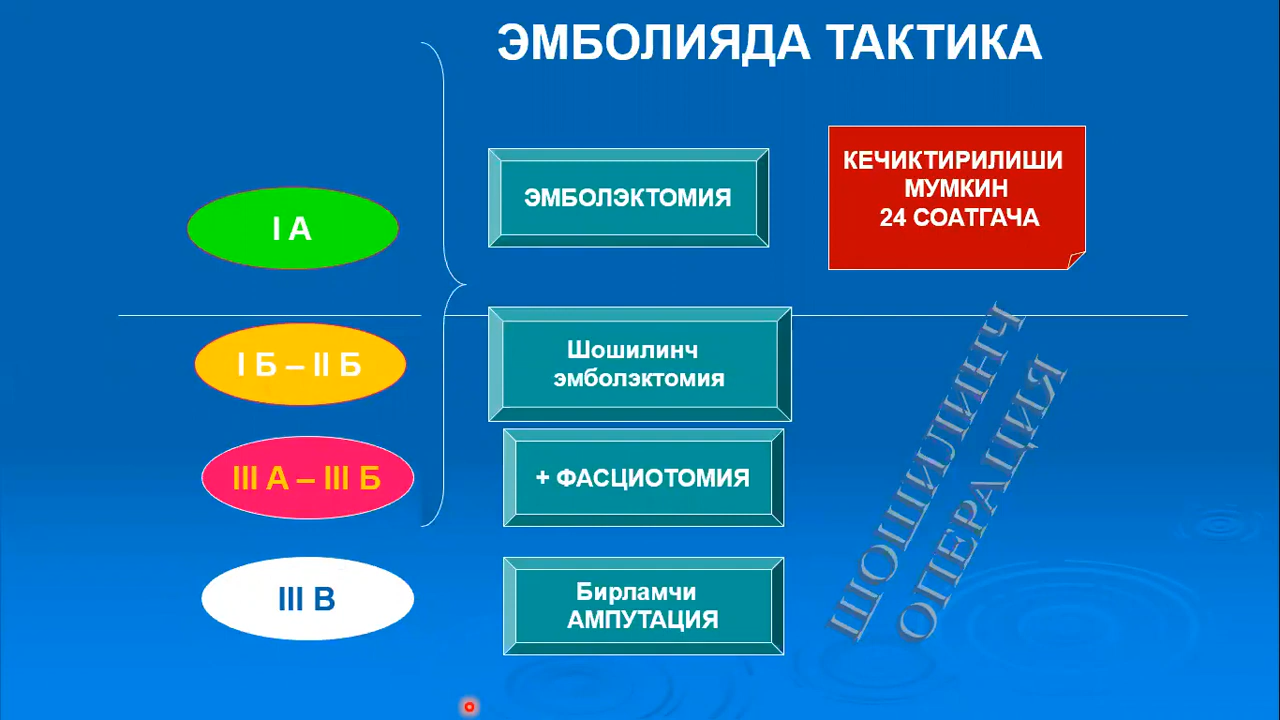 ЭМБОЛИЯДА ТАКТИКА
I А
ЭМБОЛЭКТОМИЯ
КЕЧИКТИРИЛИШИ
МУМКИН
24 СОАТГАЧА
I Б – II Б
Шошилинч
эмболэктомия
III А – III Б
+ ФАСЦИОТОМИЯ
III В
Бирламчи
АМПУТАЦИЯ
ШОШИЛИНЧ
ОПЕРАЦИЯ